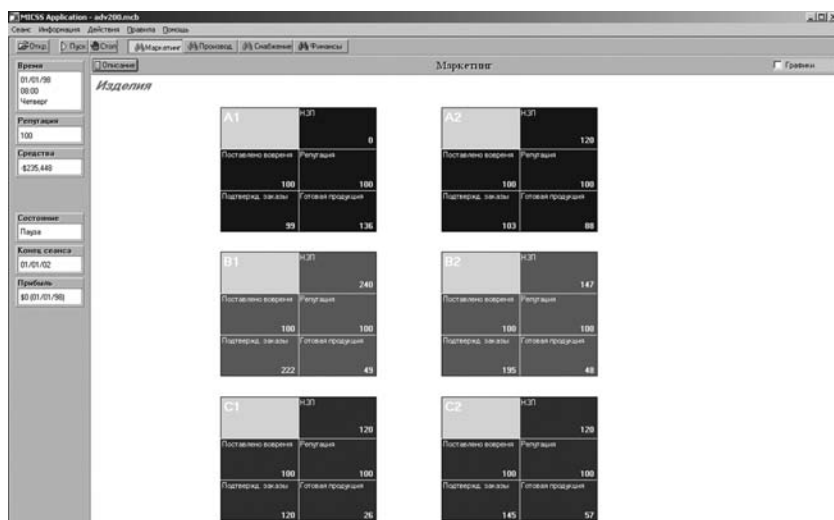 MICSS Application - adv200.mcb
Сеанс Информация Действия Правила Помощь
Откр. Пуск Стоп Маркетинг Производ. Снабжение Финансы
Время
01/01/98
08:00
Четверг
Репутация
100
Средства
-$235,448
Состояние
Пауза
Конец сеанса
01/01/02
Прибыль
$0 (01/01/98)
Описание Маркетинг Графики
Изделия
A1 НЗП
0
Поставлено вовремя Репутация
100 100
Подтвержд. заказы Готовая продукция
99 136
A2 НЗП
120
Поставлено вовремя Репутация
100 100
Подтвержд. заказы Готовая продукция
103 88
B1 НЗП
240
Поставлено вовремя Репутация
100 100
Подтвержд. заказы Готовая продукция
222 49
B2 НЗП
147
Поставлено вовремя Репутация
100 100
Подтвержд. заказы Готовая продукция
195 48
C1 НЗП
120
Поставлено вовремя Репутация
100 100
Подтвержд. заказы Готовая продукция
120 26
C2 НЗП
120
Поставлено вовремя Репутация
100 100
Подтвержд. заказы Готовая продукция
145 57